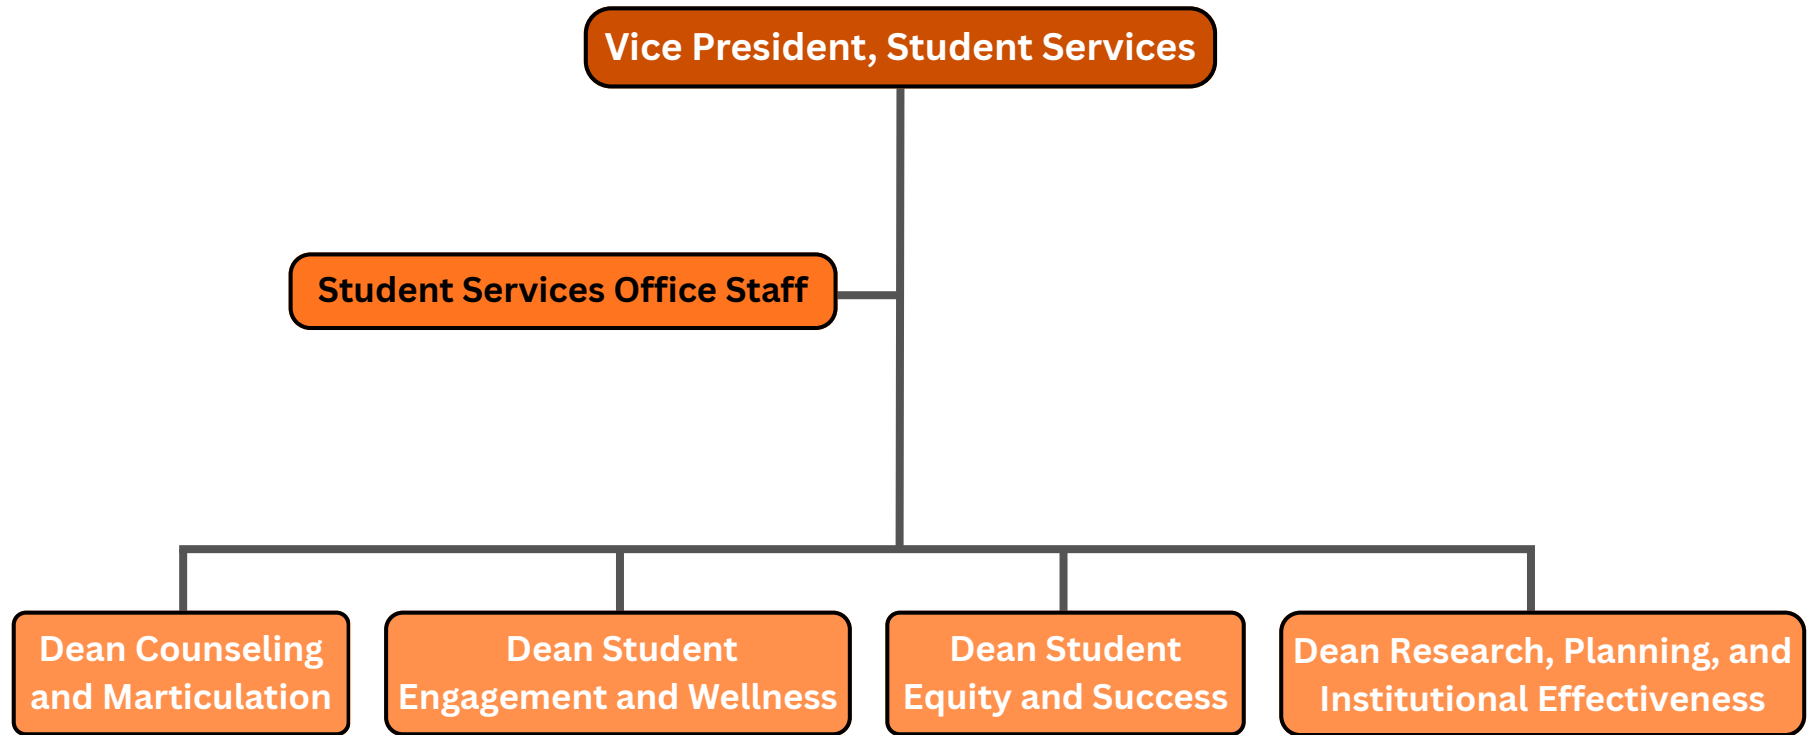 Vice President, Student Services
Student Services Office Staff
Dean Counseling
and Marticulation
Dean Student
Engagement and Wellness
Dean Student
Equity and Success
Dean Research, Planning, and
Institutional Effectiveness